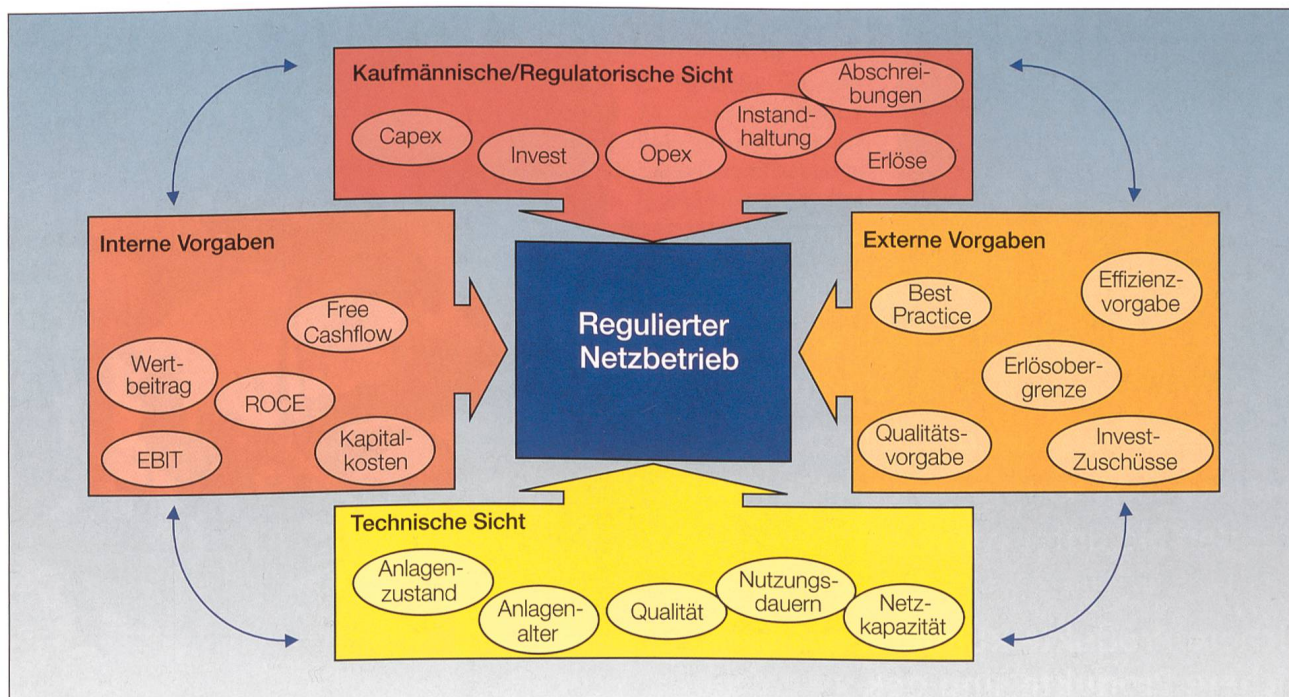 Kaufmännische/Regulatorische Sicht
Capex
Invest
Opex
Instand-
haltung
Abschrei-
bungen
Erlöse
Interne Vorgaben
Free
Cashflow
Wert-
beitrag
ROCE
EBIT
Kapital-
kosten
Regulierter
Netzbetrieb
Externe Vorgaben
Best
Practice
Effizienz-
vorgabe
Erlösober-
grenze
Qualitäts-
vorgabe
Invest-
Zuschüsse
Technische Sicht
Anlagen-
zustand
Anlagen-
alter
Qualität
Nutzungs-
dauern
Netz-
kapazität